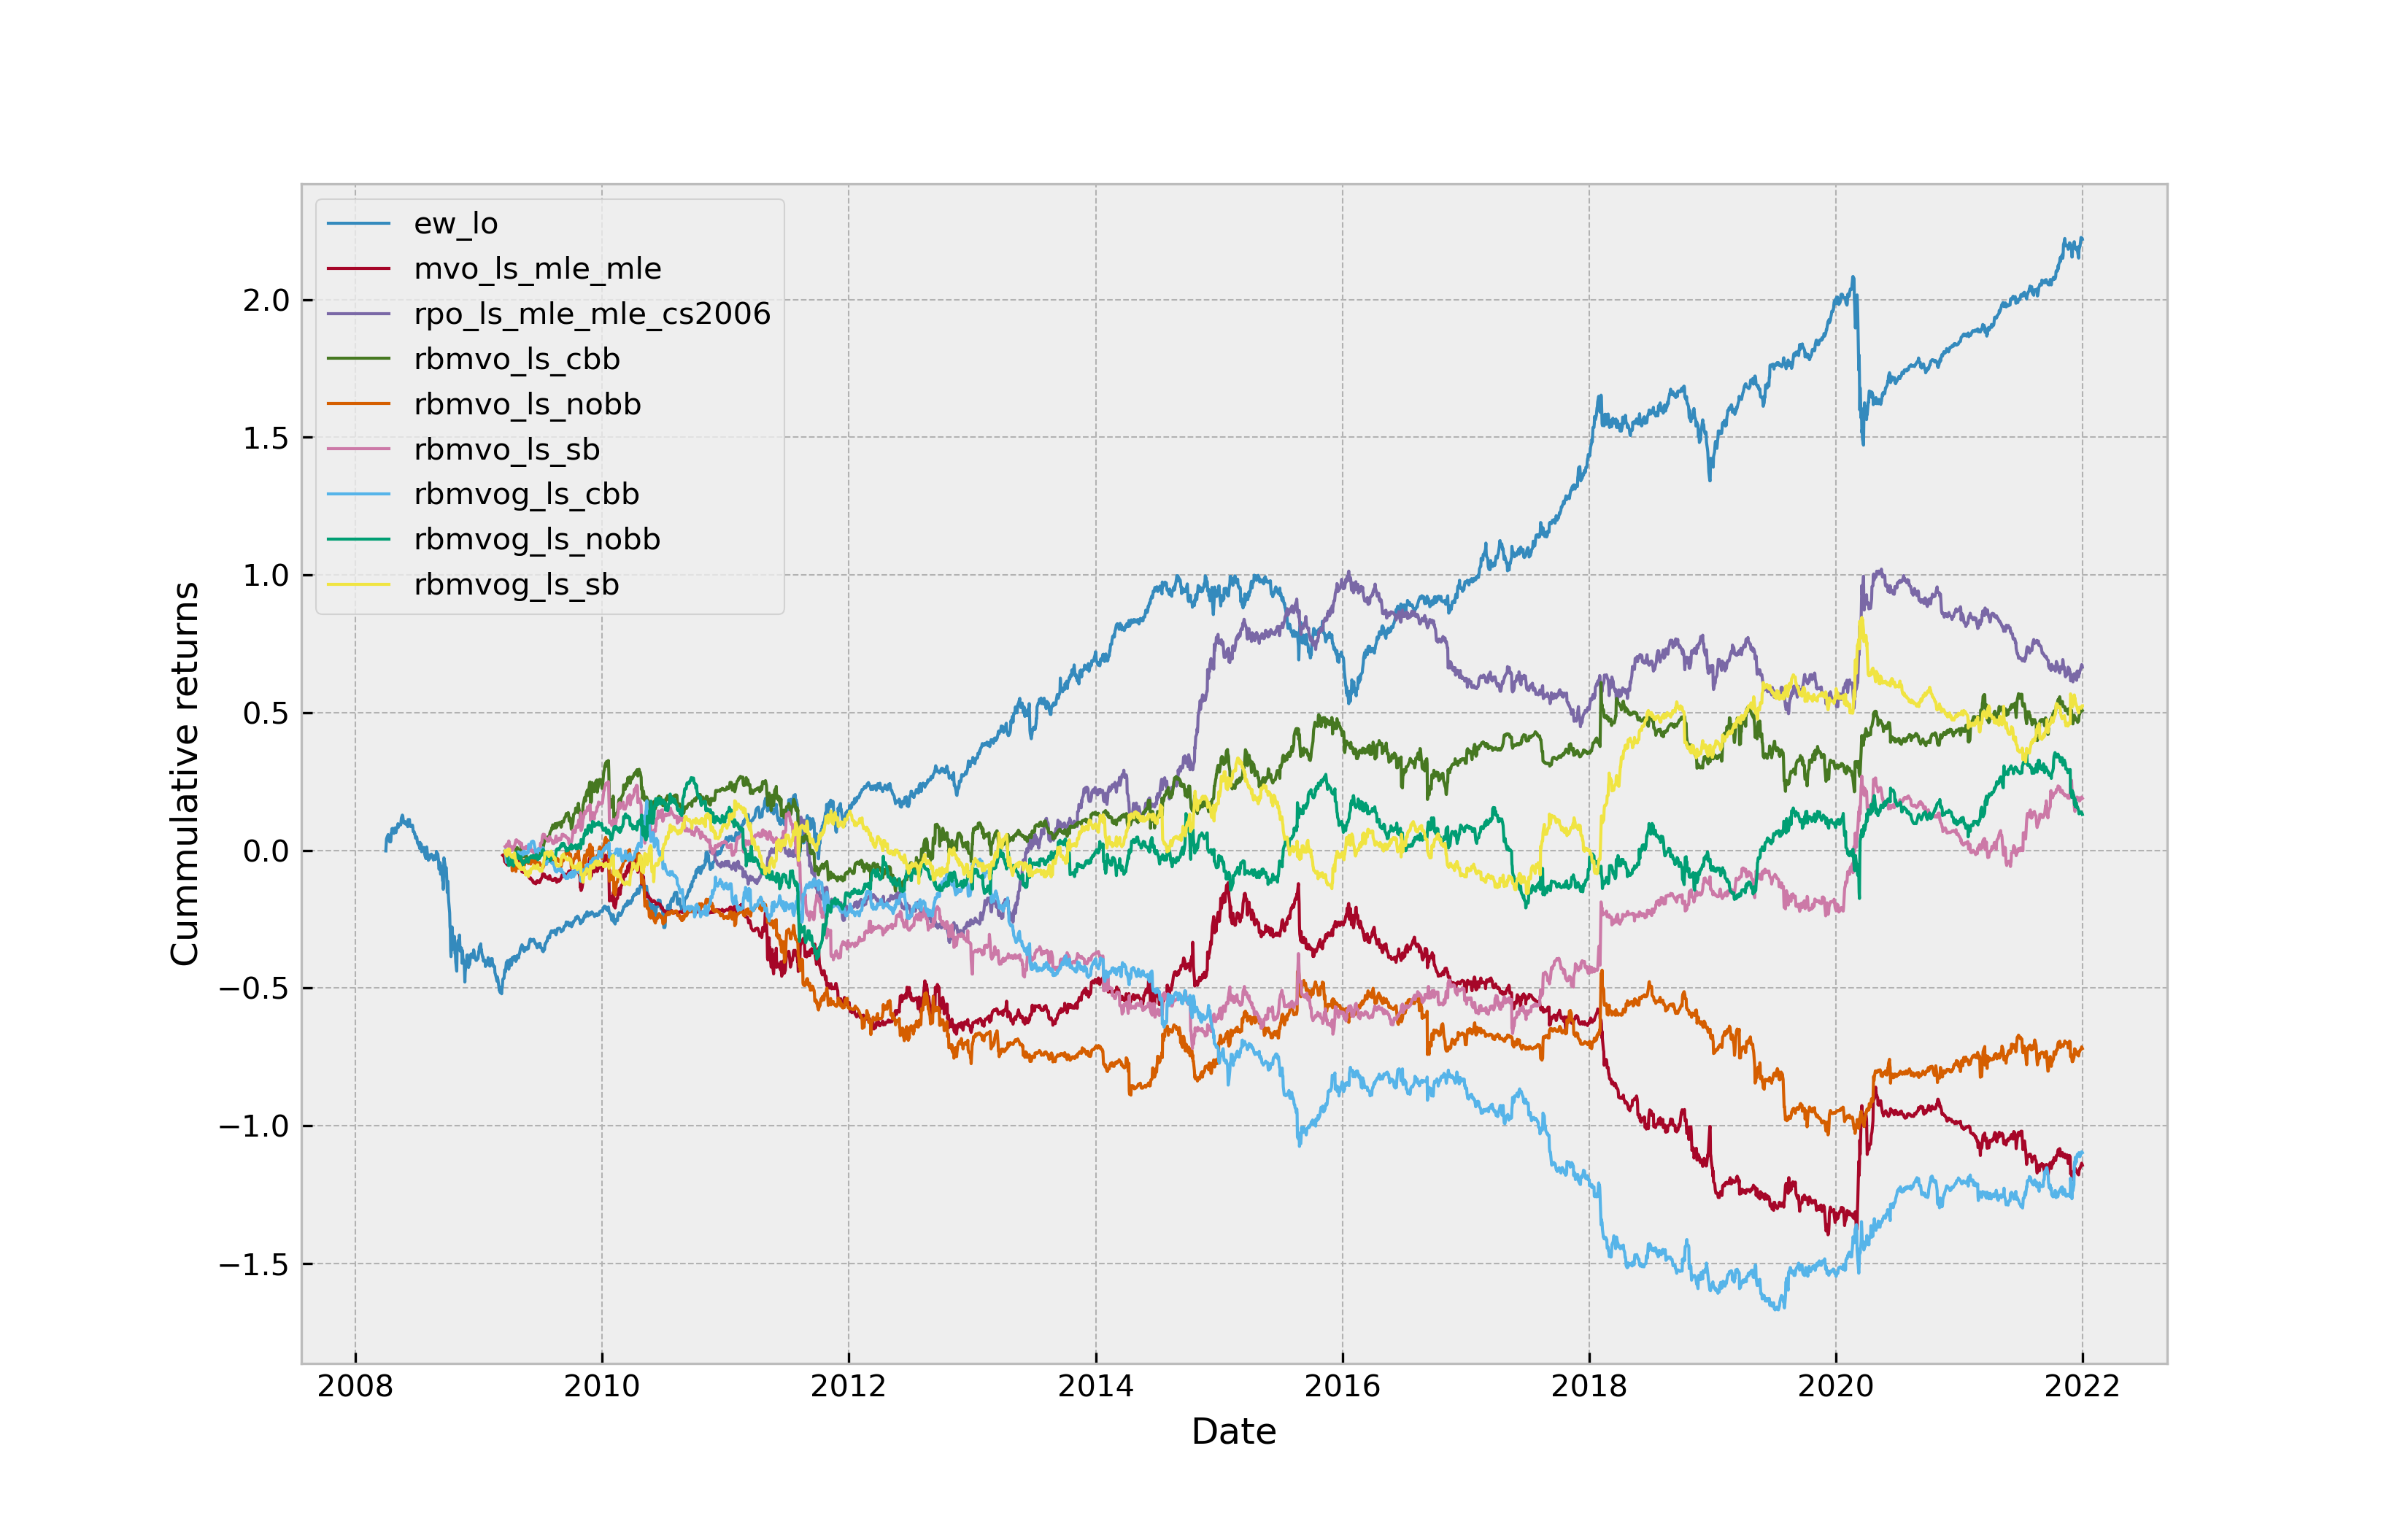 ew_lo
mvo_ls_mle_mle
rpo_ls_mle_mle_cs2006
rbmvo_ls_cbb
rbmvo_ls_nobb
rbmvo_ls_sb
rbmvog_ls_cbb
rbmvog_ls_nobb
rbmvog_ls_sb
2.0
1.5
1.0
0.5
0.0
−0.5
−1.0
−1.5
Cummulative returns
2008 2010 2012 2014 2016 2018 2020 2022
Date